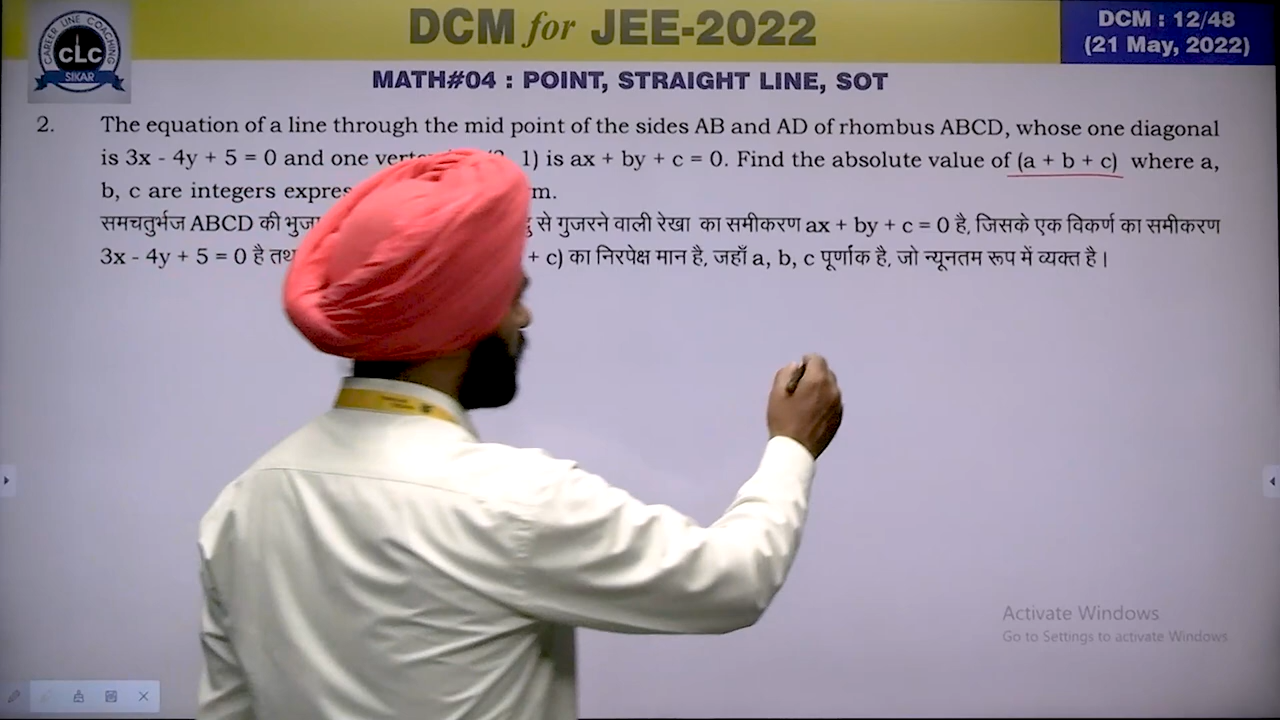 CAREER LINE COACHING
CLC
SIKAR
DCM for JEE-2022
DCM : 12/48
(21 May, 2022)
MATH#04 : POINT, STRAIGHT LINE, SOT
2. The equation of a line through the mid point of the sides AB and AD of rhombus ABCD, whose one diagonal
is 3x - 4y + 5 = 0 and one 1) is ax + by + c = 0. Find the absolute value of (a + b + c) where a,
b, c are integers m.
समचतुर्भज ABCD की से गुजरने वाली रेखा का समीकरण ax + by + c = 0 है, जिसके एक विकर्ण का समीकरण
3x - 4y + 5 = 0 है + c) का निरपेक्ष मान है, जहाँ a, b, c पूर्णाक है, जो न्यूनतम रूप में व्यक्त है।
Activate Windows
Go to Settings to activate Windows